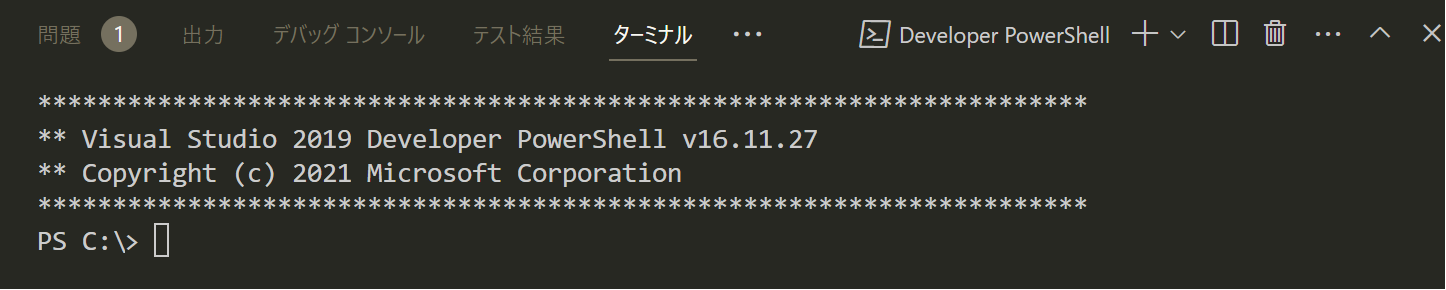 問題 1 出力 デバッグ コンソール テスト結果 ターミナル ··· Developer PowerShell
**********************************************************************
** Visual Studio 2019 Developer PowerShell v16.11.27
** Copyright (c) 2021 Microsoft Corporation
**********************************************************************
PS C:\>